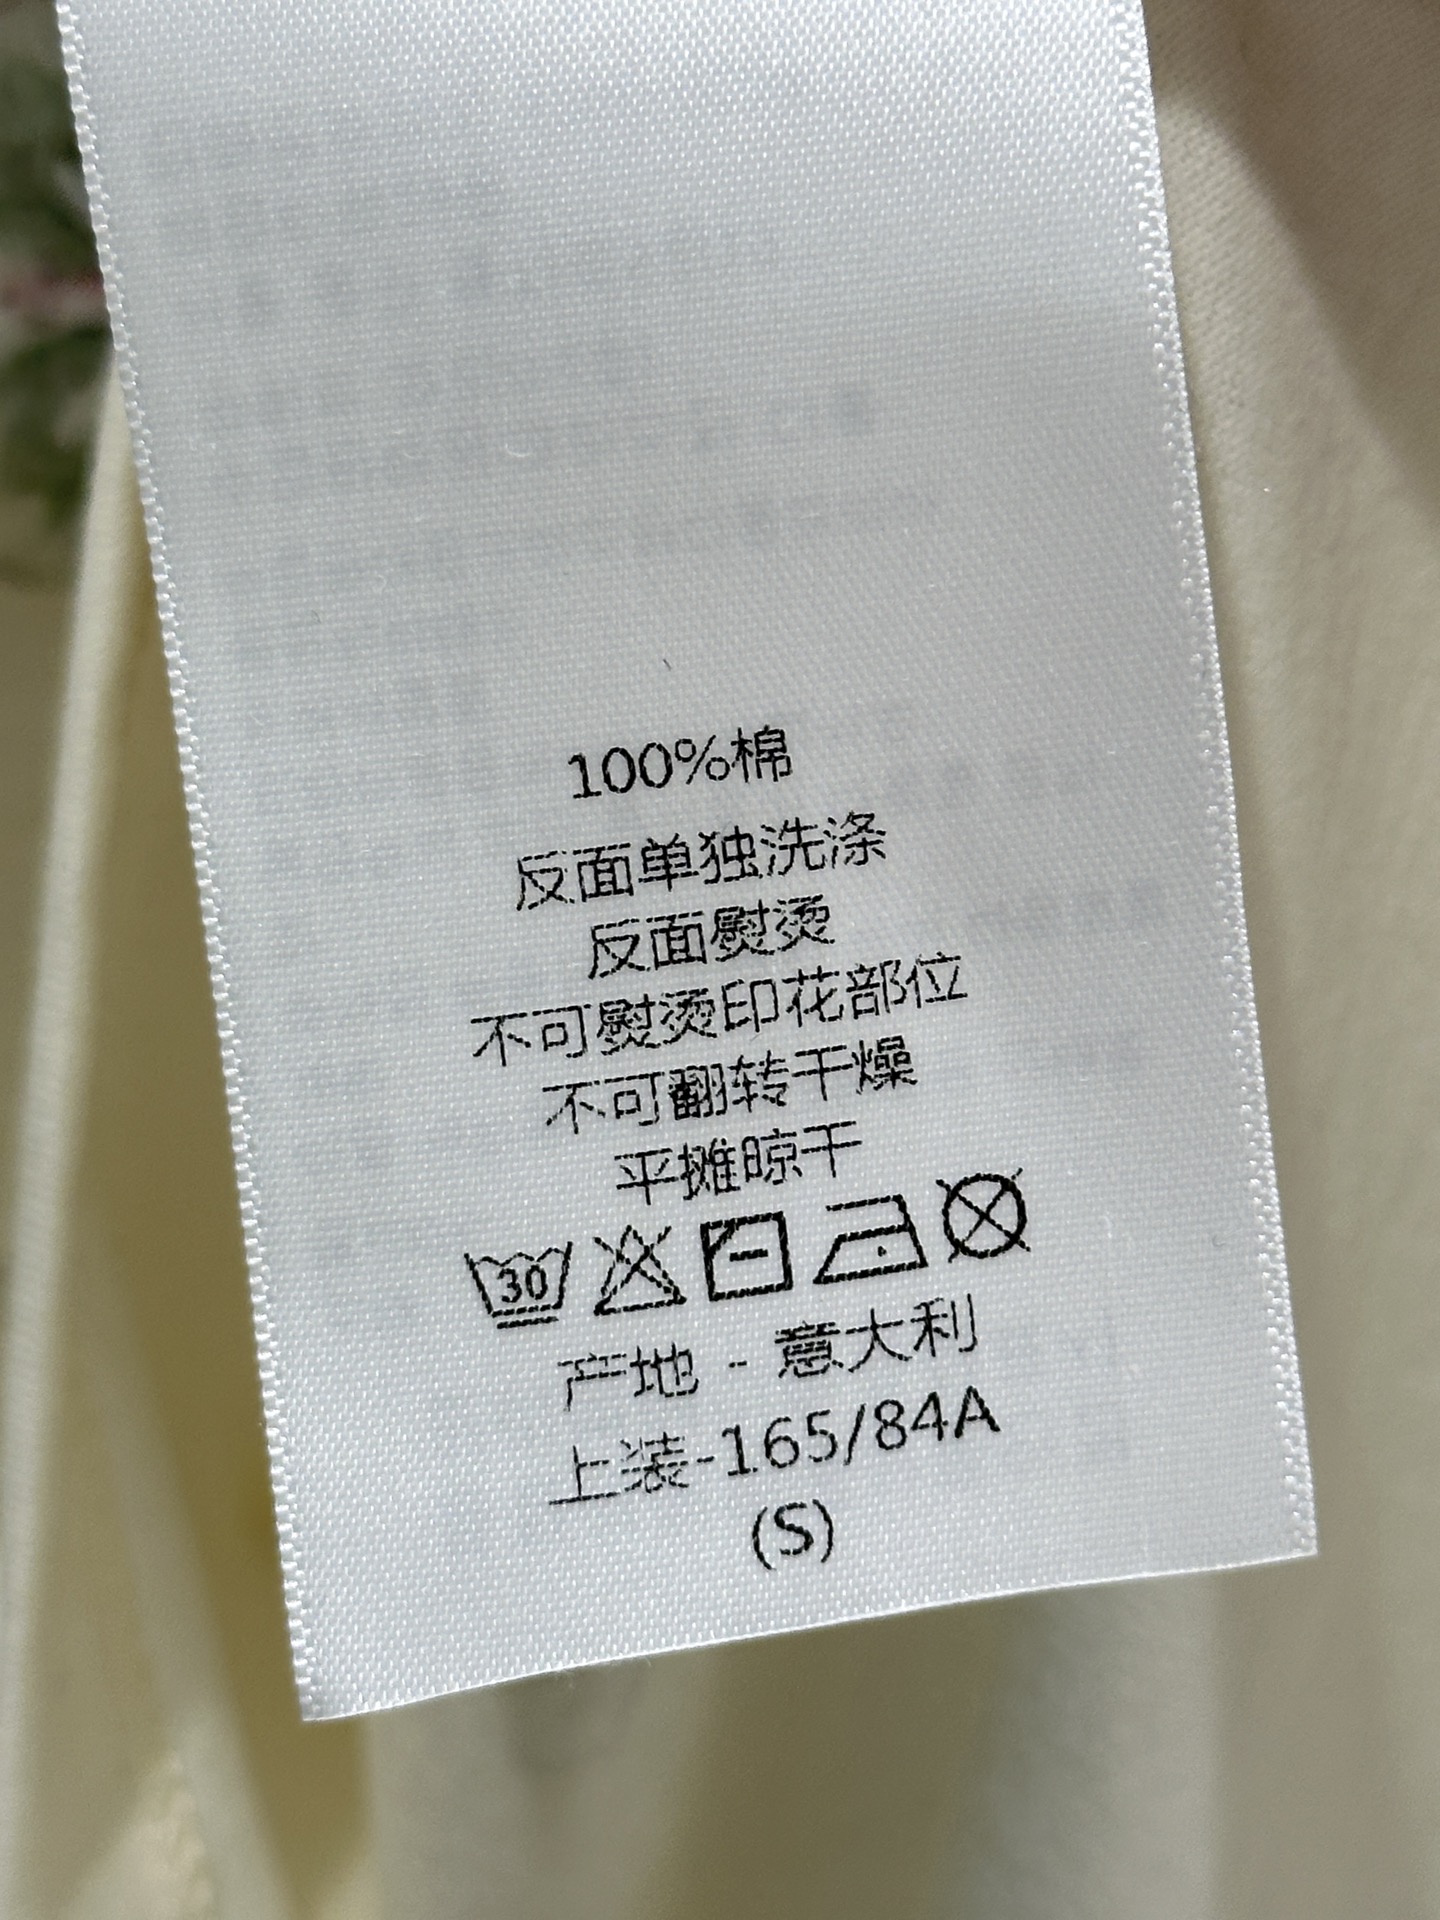 100%棉
反面单独洗涤
反面熨烫
不可熨烫印花部位
不可翻转干燥
平摊晾干
30
产地 - 意大利
上装-165/84A
(S)